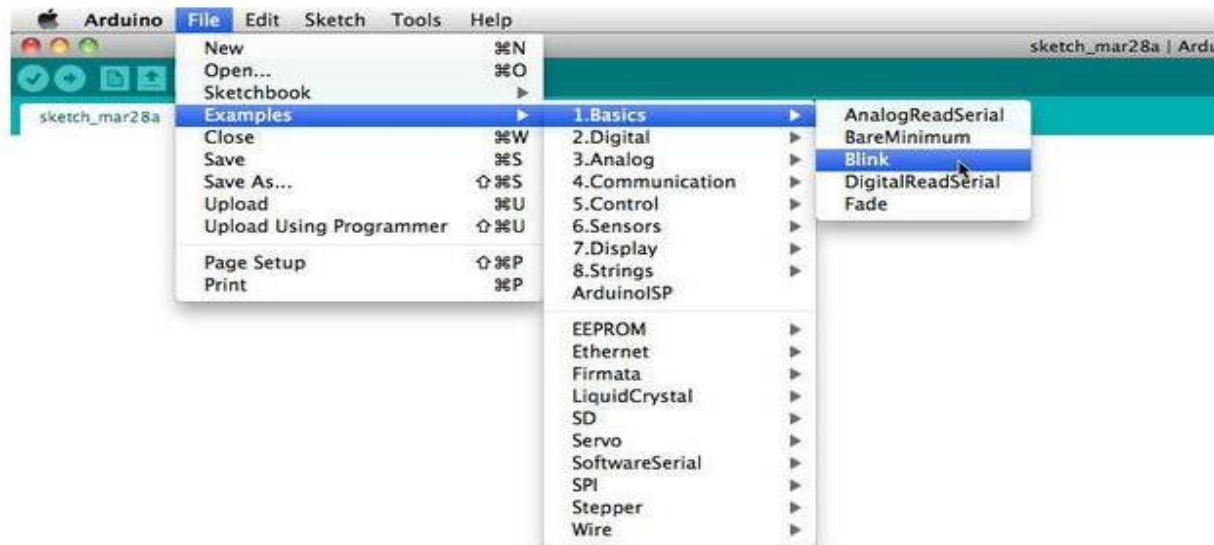 Arduino File Edit Sketch Tools Help
sketch_mar28a | Ardu
sketch_mar28a
New ⌘N
Open... ⌘O
Sketchbook
Examples
Close ⌘W
Save ⌘S
Save As... ⇧⌘S
Upload ⌘U
Upload Using Programmer ⇧⌘U
Page Setup ⇧⌘P
Print ⌘P
1.Basics
2.Digital
3.Analog
4.Communication
5.Control
6.Sensors
7.Display
8.Strings
ArduinoISP
EEPROM
Ethernet
Firmata
LiquidCrystal
SD
Servo
SoftwareSerial
SPI
Stepper
Wire
AnalogReadSerial
BareMinimum
Blink
DigitalReadSerial
Fade